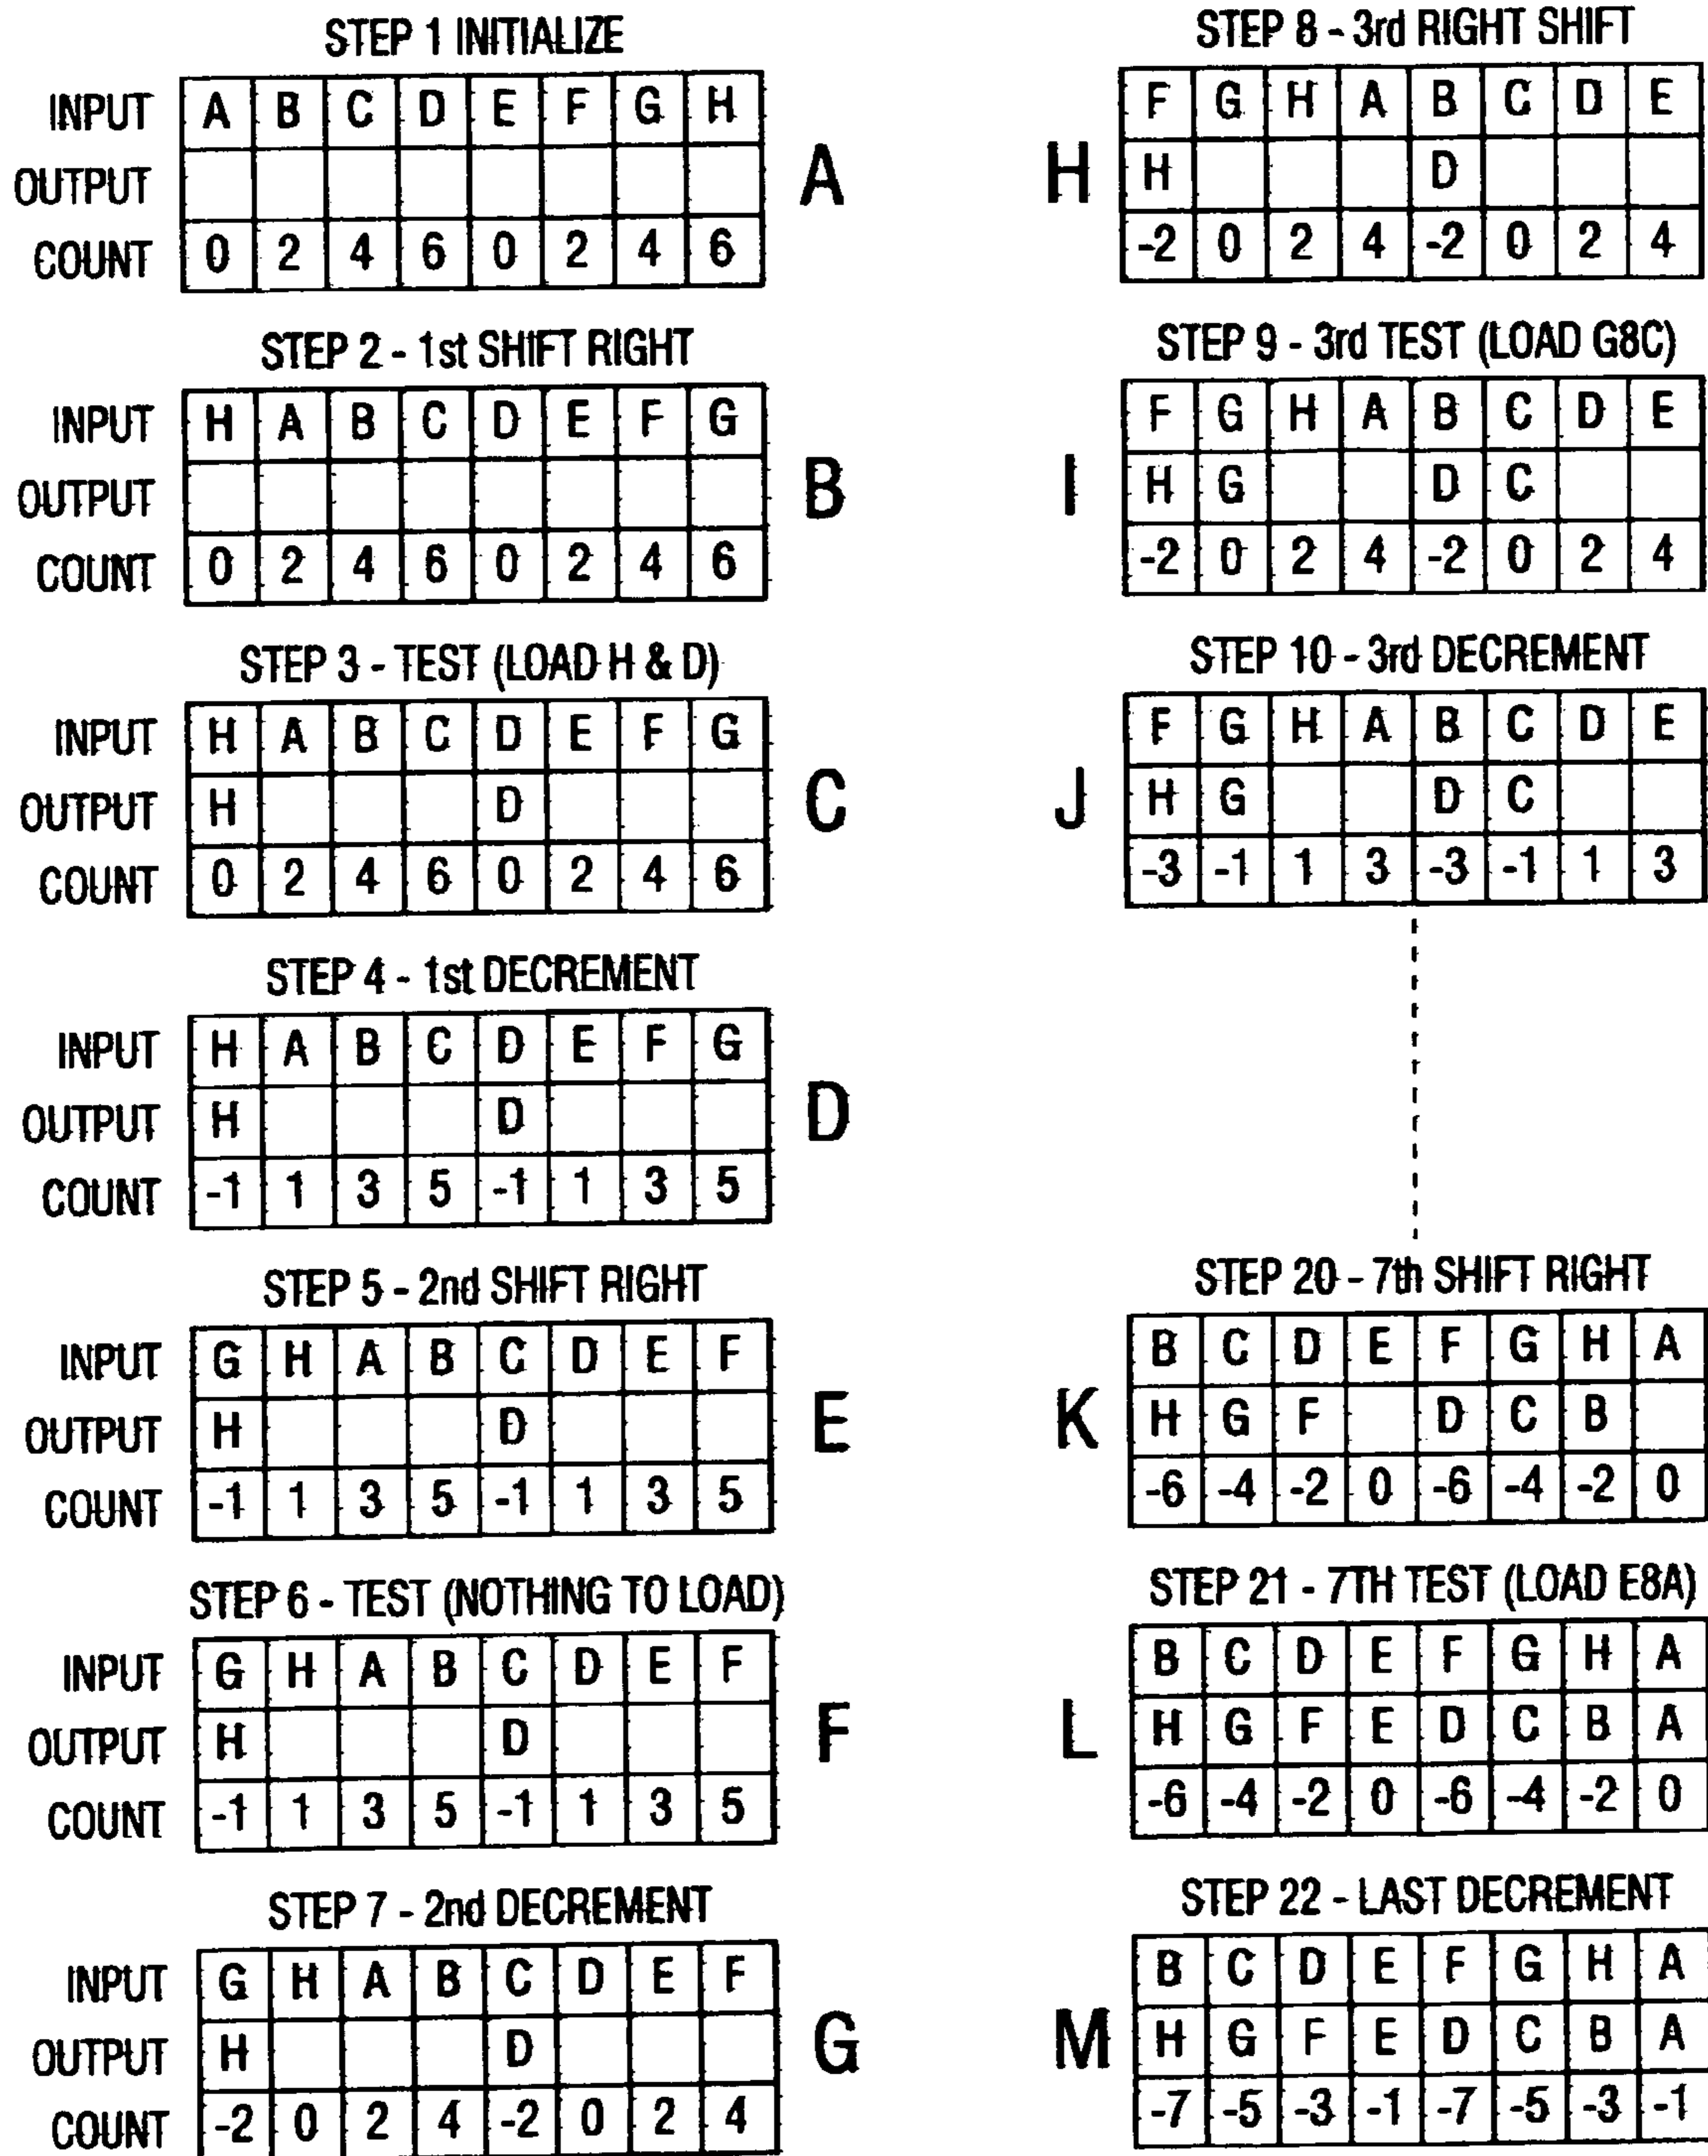 STEP 1 INITIALIZE
INPUT A B C D E F G H
OUTPUT
COUNT 0 2 4 6 0 2 4 6
A
STEP 2 - 1st SHIFT RIGHT
INPUT H A B C D E F G
OUTPUT
COUNT 0 2 4 6 0 2 4 6
B
STEP 3 - TEST (LOAD H & D)
INPUT H A B C D E F G
OUTPUT H D
COUNT 0 2 4 6 0 2 4 6
C
STEP 4 - 1st DECREMENT
INPUT H A B C D E F G
OUTPUT H D
COUNT -1 1 3 5 -1 1 3 5
D
STEP 5 - 2nd SHIFT RIGHT
INPUT G H A B C D E F
OUTPUT H D
COUNT -1 1 3 5 -1 1 3 5
E
STEP 6 - TEST (NOTHING TO LOAD)
INPUT G H A B C D E F
OUTPUT H D
COUNT -1 1 3 5 -1 1 3 5
F
STEP 7 - 2nd DECREMENT
INPUT G H A B C D E F
OUTPUT H D
COUNT -2 0 2 4 -2 0 2 4
G
STEP 8 - 3rd RIGHT SHIFT
F G H A B C D E
H
H D
-2 0 2 4 -2 0 2 4
STEP 9 - 3rd TEST (LOAD G8C)
F G H A B C D E
I
H G D C
-2 0 2 4 -2 0 2 4
STEP 10 - 3rd DECREMENT
F G H A B C D E
J
H G D C
-3 -1 1 3 -3 -1 1 3
STEP 20 - 7th SHIFT RIGHT
B C D E F G H A
K
H G F D C B
-6 -4 -2 0 -6 -4 -2 0
STEP 21 - 7TH TEST (LOAD E8A)
B C D E F G H A
L
H G F E D C B A
-6 -4 -2 0 -6 -4 -2 0
STEP 22 - LAST DECREMENT
B C D E F G H A
M
H G F E D C B A
-7 -5 -3 -1 -7 -5 -3 -1